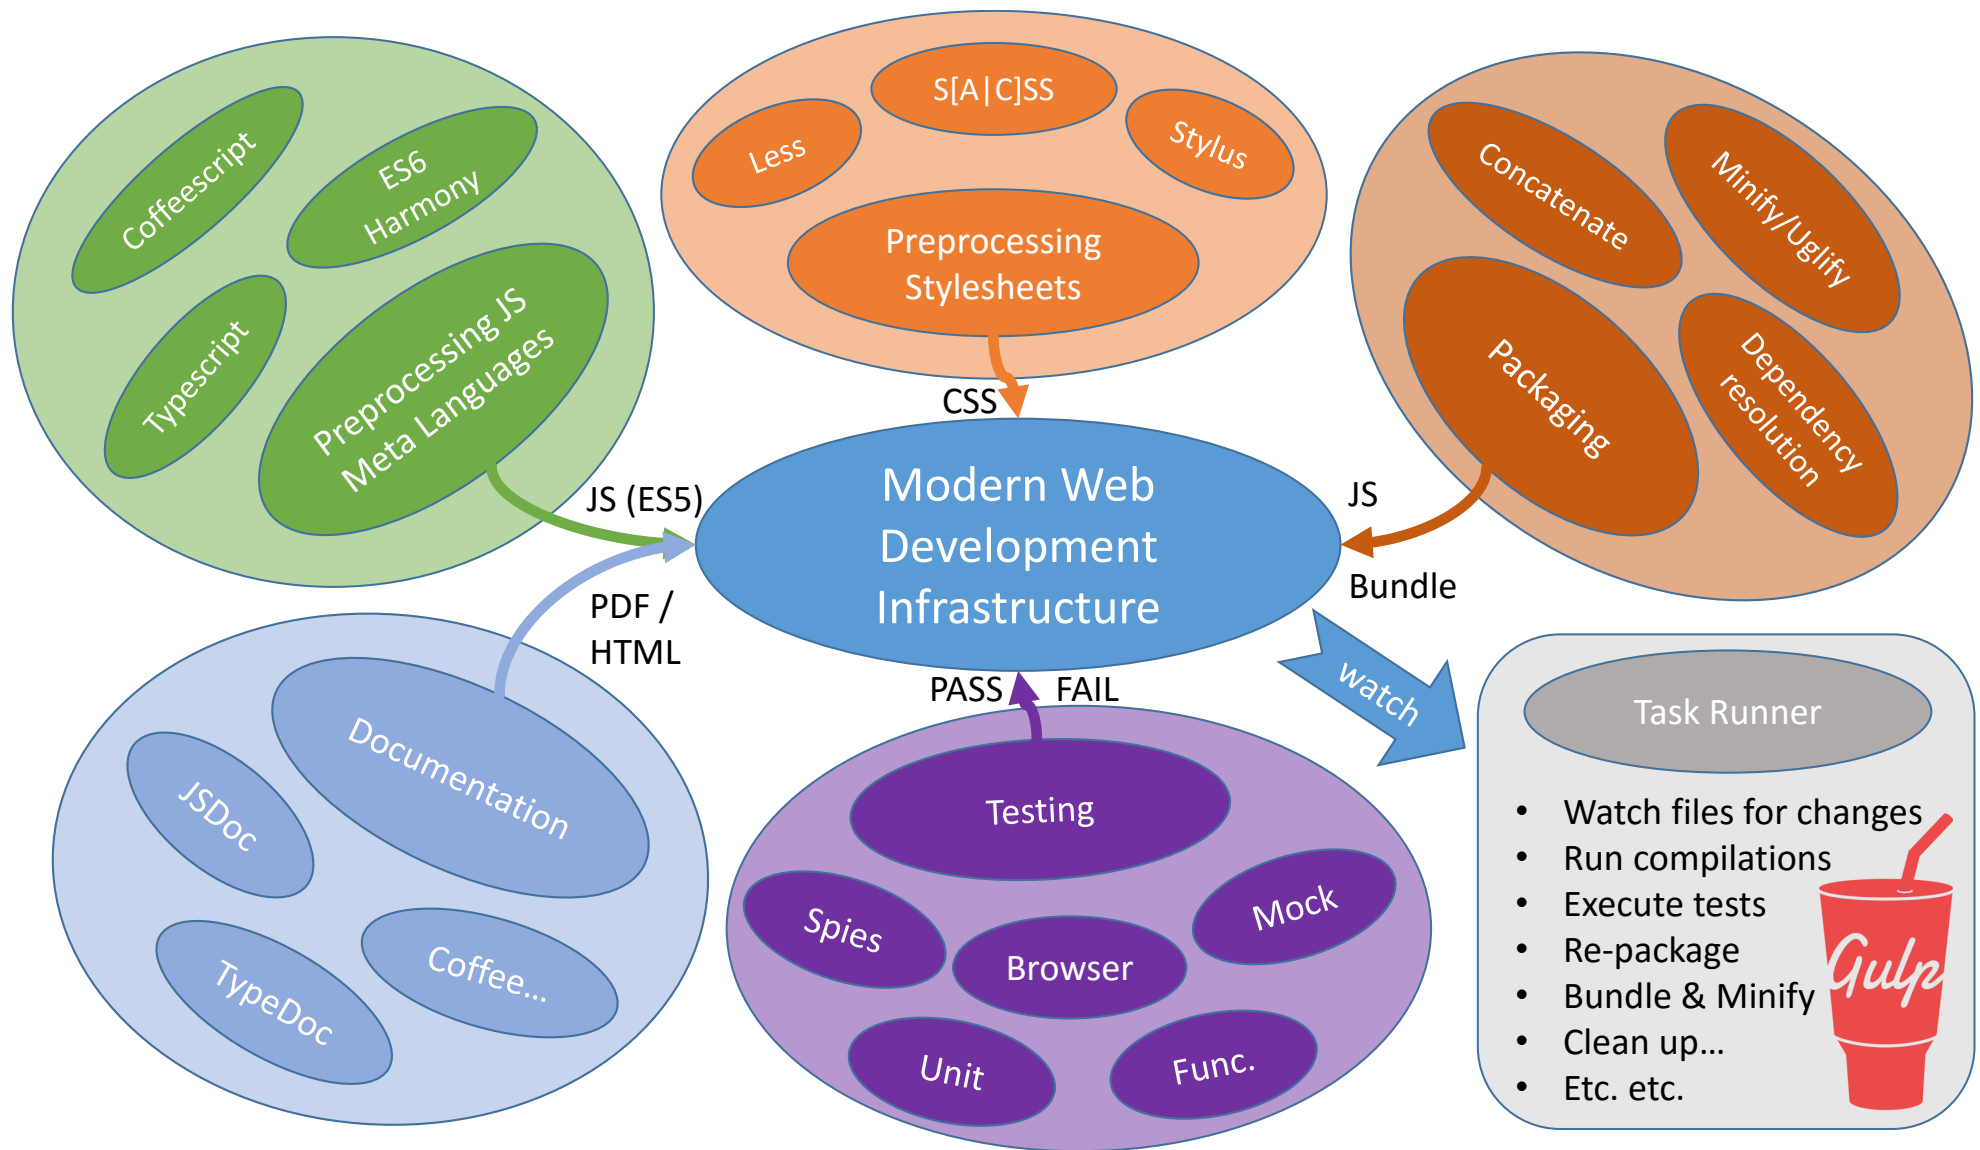 Coffeescript
ES6
Harmony
Typescript
Preprocessing JS
Meta Languages
JS (ES5)
Less
S[A|C]SS
Stylus
Preprocessing
Stylesheets
CSS
Concatenate
Minify/Uglify
Packaging
Dependency
resolution
JS
Bundle
Modern Web
Development
Infrastructure
PDF /
HTML
Documentation
JSDoc
TypeDoc
Coffee…
PASS
FAIL
Testing
Spies
Browser
Mock
Unit
Func.
watch
Task Runner
• Watch files for changes
• Run compilations
• Execute tests
• Re-package
• Bundle & Minify
• Clean up…
• Etc. etc.
Gulp